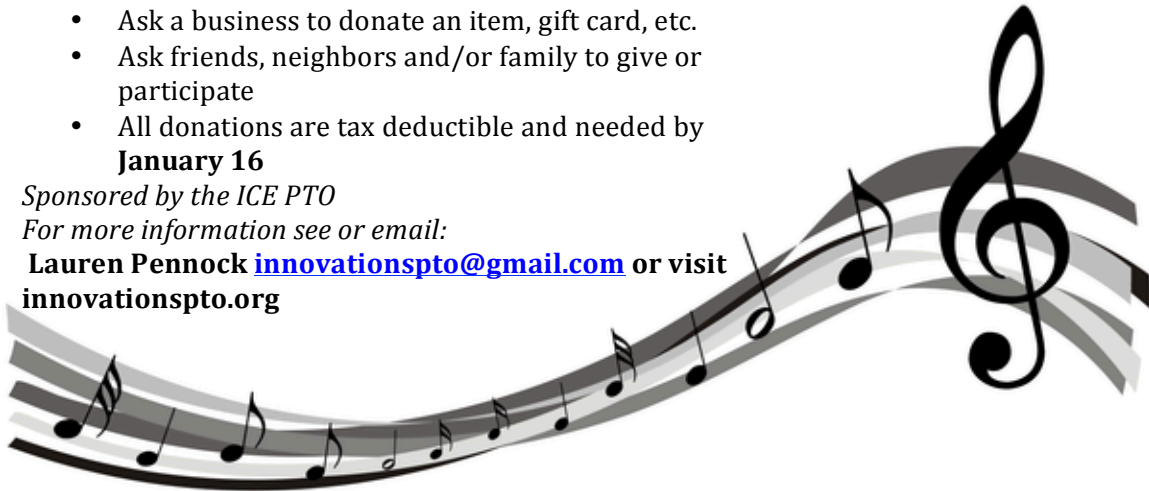 • Ask a business to donate an item, gift card, etc.
• Ask friends, neighbors and/or family to give or
participate
• All donations are tax deductible and needed by
January 16
Sponsored by the ICE PTO
For more information see or email:
Lauren Pennock innovationspto@gmail.com or visit
innovationspto.org